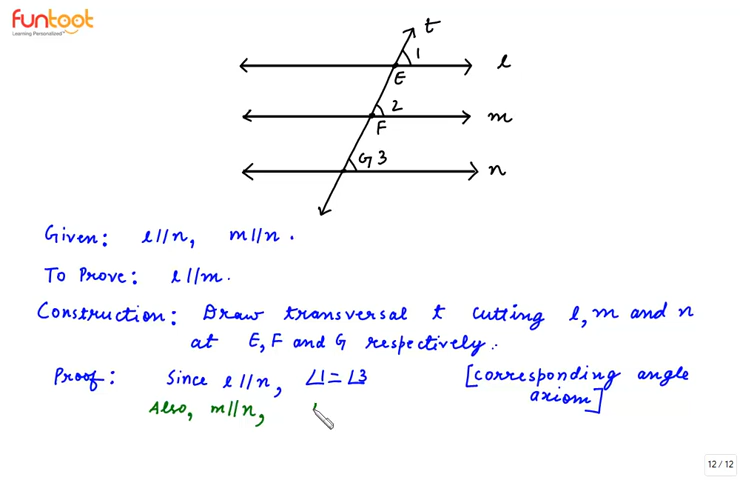 funtoot
Learning Personalized
t
1
l
E
2
m
F
G 3
n
Given: l//n, m//n.
To Prove: l//m.
Construction: Draw transversal t cutting l, m and n
at E, F and G respectively.
Proof: Since l//n, ∠1=∠3 [corresponding angle
axiom]
Also, m//n,
12 / 12